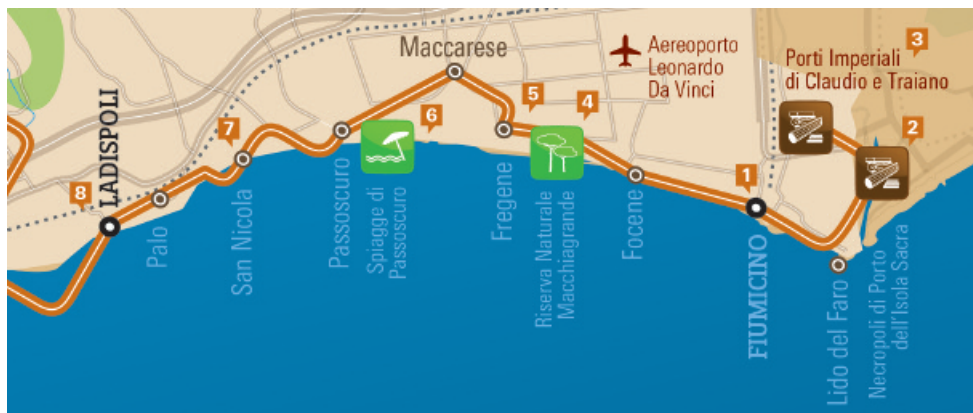 Maccarese
Aereoporto
Leonardo
Da Vinci
3
Porti Imperiali
di Claudio e Traiano
LADISPOLI
8
7
6
5
4
2
1
Palo
San Nicola
Passoscuro
Spiagge di
Passoscuro
Fregene
Riserva Naturale
Macchiagrande
Focene
FIUMICINO
Lido del Faro
Necropoli di Porto
dell'Isola Sacra